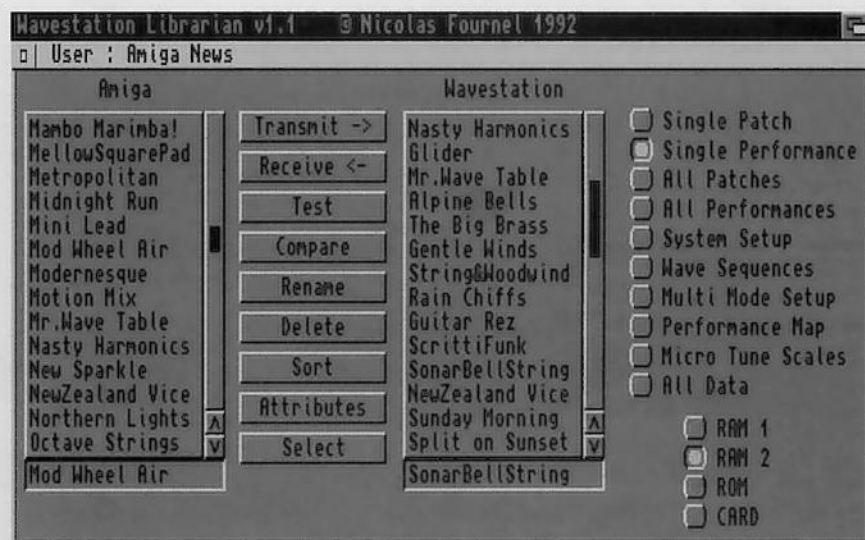 Wavestation Librarian v1.1 © Nicolas Fournel 1992
User : Amiga News
Amiga
Mambo Marimba!
MellowSquarePad
Metropolitan
Midnight Run
Mini Lead
Mod Wheel Air
Modernesque
Motion Mix
Mr.Wave Table
Nasty Harmonics
New Sparkle
NewZealand Vice
Northern Lights
Octave Strings
Mod Wheel Air
Transmit ->
Receive <-
Test
Compare
Rename
Delete
Sort
Attributes
Select
Wavestation
Nasty Harmonics
Glider
Mr.Wave Table
Alpine Bells
The Big Brass
Gentle Winds
String&Woodwind
Rain Chiffs
Guitar Rez
ScrittiFunk
SonarBellString
NewZealand Vice
Sunday Morning
Split on Sunset
SonarBellString
Single Patch
Single Performance
All Patches
All Performances
System Setup
Wave Sequences
Multi Mode Setup
Performance Map
Micro Tune Scales
All Data
RAM 1
RAM 2
ROM
CARD